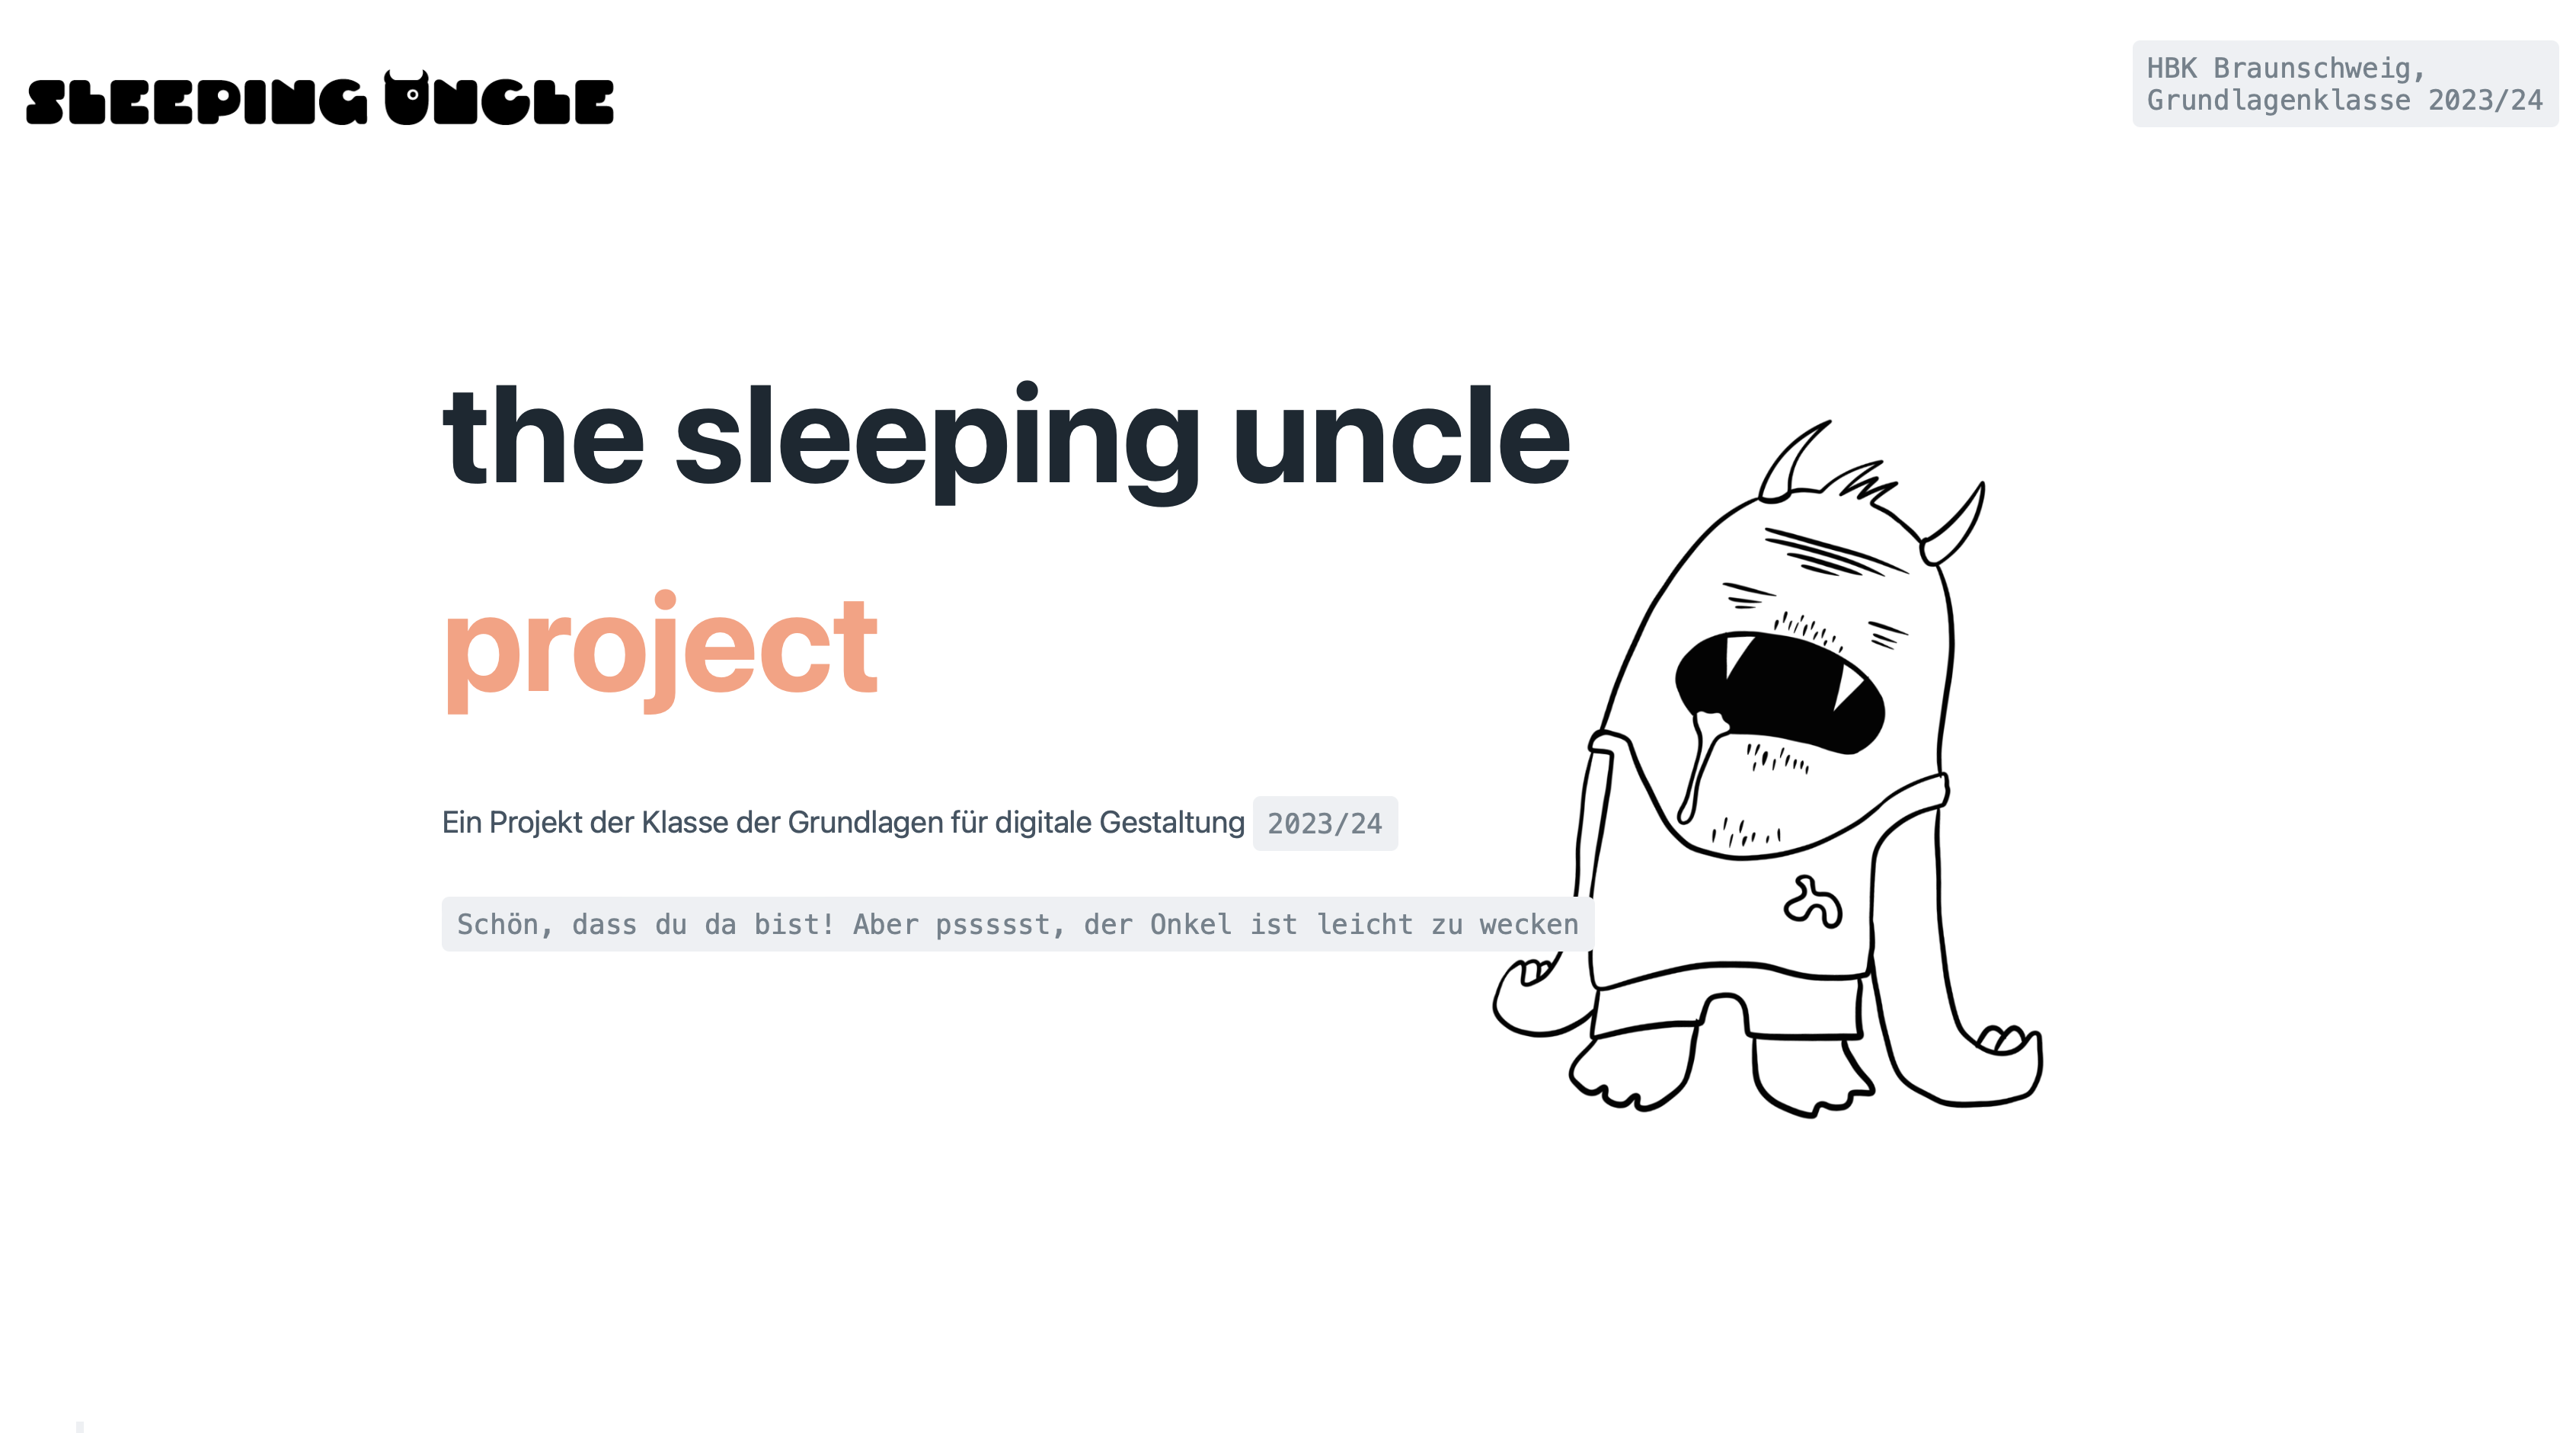 SLEEPING UNCLE
HBK Braunschweig,
Grundlagenklasse 2023/24
the sleeping uncle
project
Ein Projekt der Klasse der Grundlagen für digitale Gestaltung 2023/24
Schön, dass du da bist! Aber pssssst, der Onkel ist leicht zu wecken